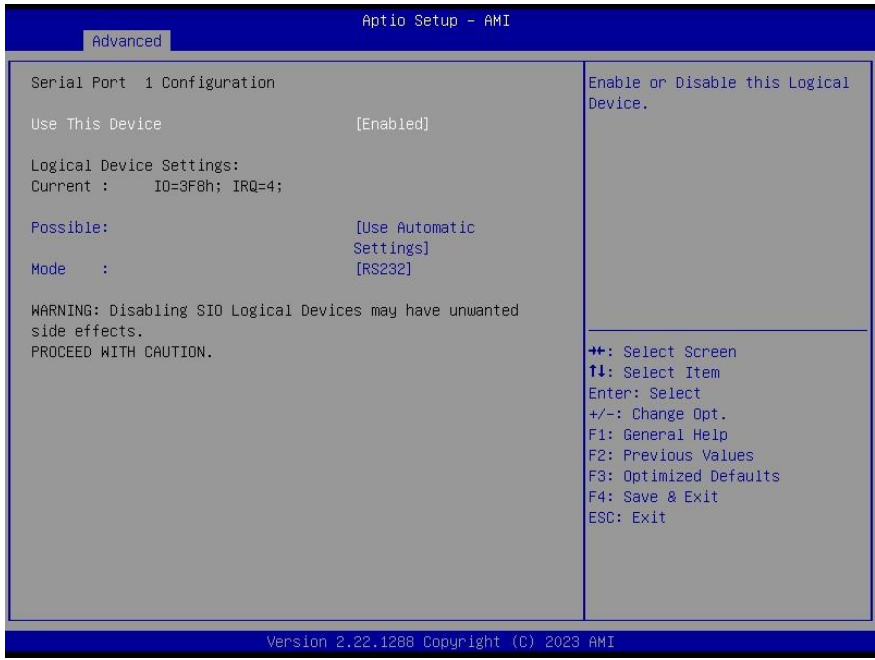 Aptio Setup - AMI
Advanced
Serial Port 1 Configuration
Use This Device [Enabled]
Logical Device Settings:
Current : IO=3F8h; IRQ=4;
Possible: [Use Automatic
Settings]
Mode : [RS232]
WARNING: Disabling SIO Logical Devices may have unwanted
side effects.
PROCEED WITH CAUTION.
Enable or Disable this Logical
Device.
→←: Select Screen
↑↓: Select Item
Enter: Select
+/-: Change Opt.
F1: General Help
F2: Previous Values
F3: Optimized Defaults
F4: Save & Exit
ESC: Exit
Version 2.22.1288 Copyright (C) 2023 AMI